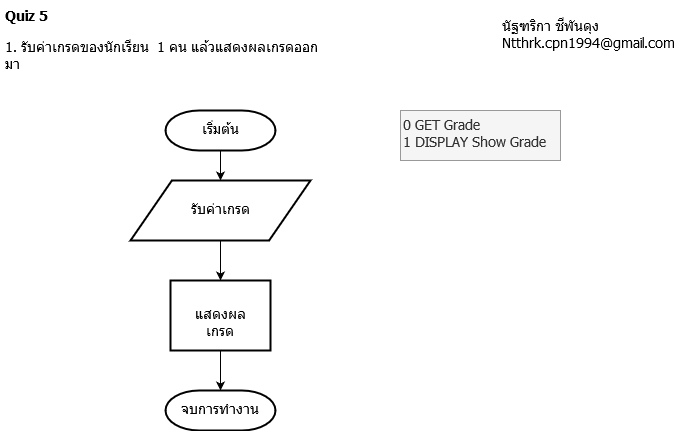 Quiz 5
นัฐฑริกา ชีพันดุง
Ntthrk.cpn1994@gmail.com
1. รับค่าเกรดของนักเรียน 1 คน แล้วแสดงผลเกรดออก
มา
เริ่มต้น
0 GET Grade
1 DISPLAY Show Grade
รับค่าเกรด
แสดงผล
เกรด
จบการทำงาน